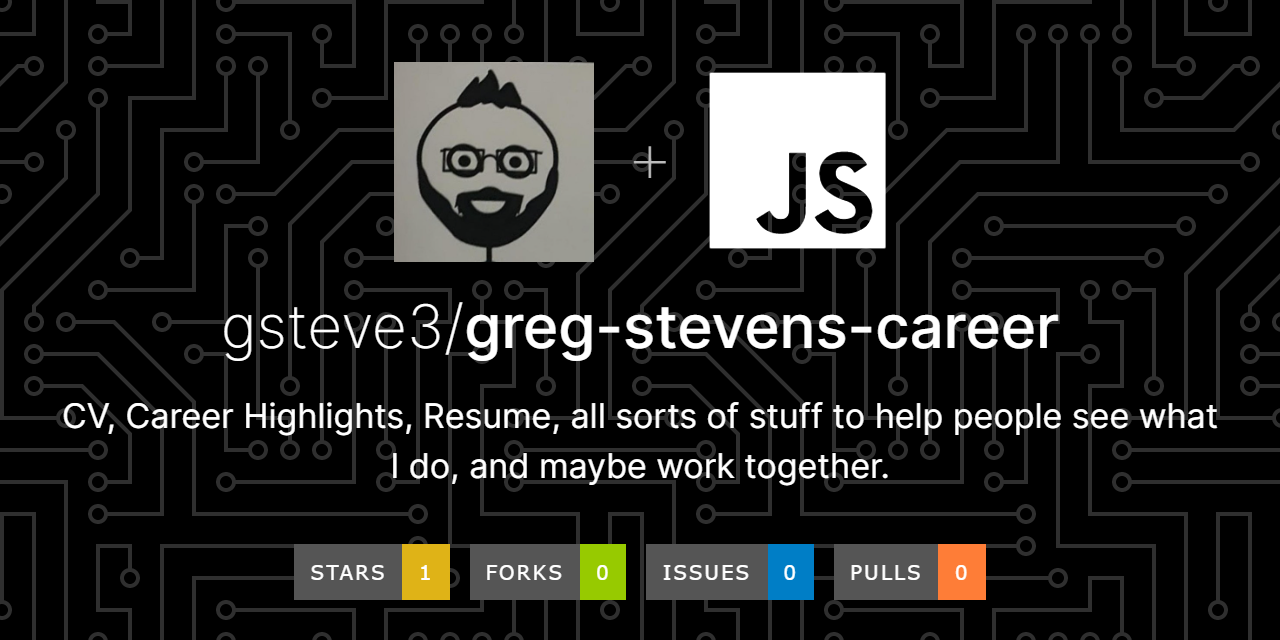 JS
gsteve3/greg-stevens-career
CV, Career Highlights, Resume, all sorts of stuff to help people see what
I do, and maybe work together.
STARS 1 FORKS 0 ISSUES 0 PULLS 0